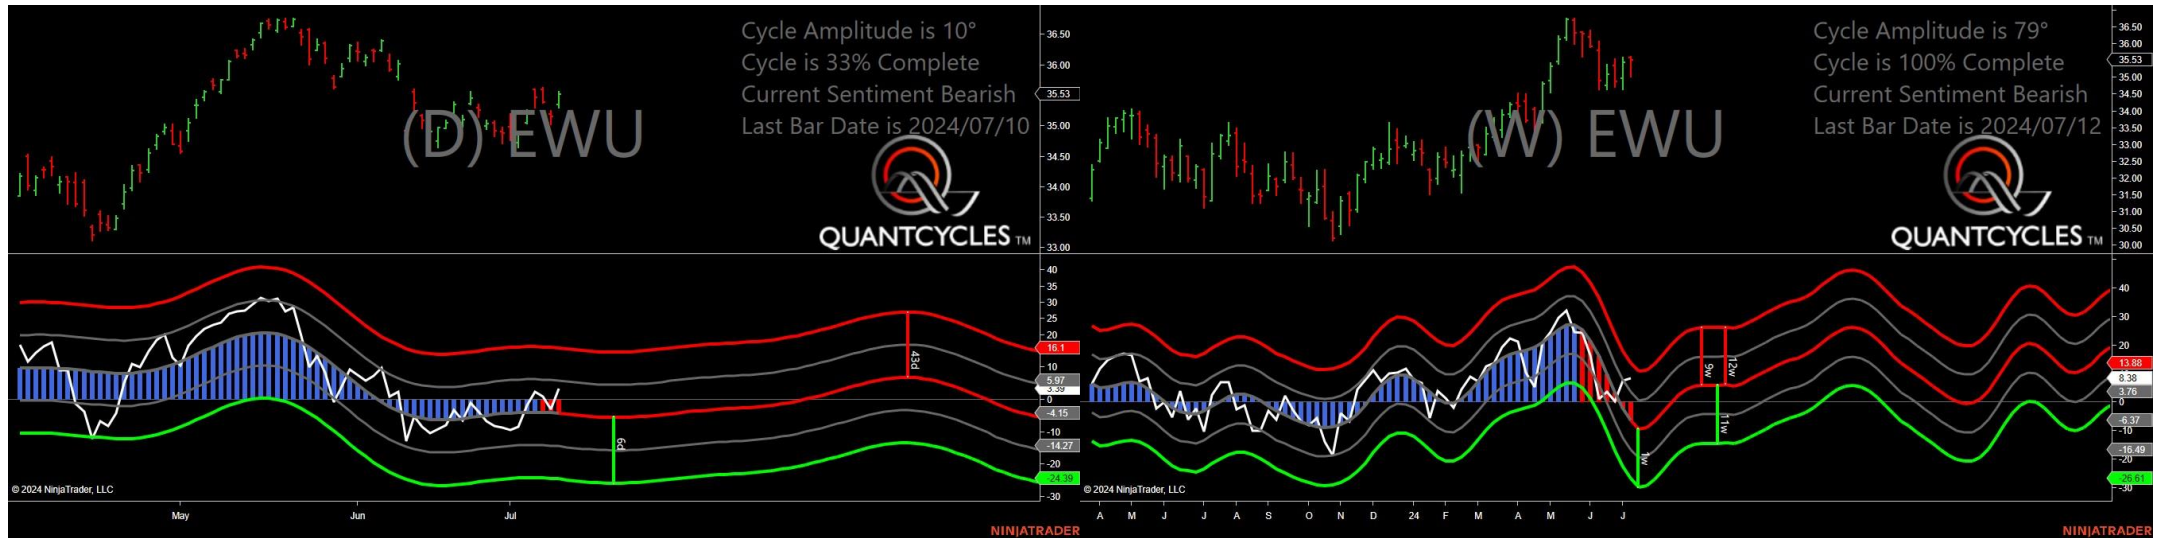 Cycle Amplitude is 10°
Cycle is 33% Complete
Current Sentiment Bearish
Last Bar Date is 2024/07/10
(D) EWU
QUANTCYCLES TM
36.50
36.00
35.53
35.00
34.50
34.00
33.50
33.00
40
35
30
25
20
16.1
10
5.97
3.39
0
-4.15
-10
-14.27
-20
-24.39
-30
43d
6d
© 2024 NinjaTrader, LLC
May
Jun
Jul
NINJATRADER
Cycle Amplitude is 79°
Cycle is 100% Complete
Current Sentiment Bearish
Last Bar Date is 2024/07/12
(W) EWU
QUANTCYCLES TM
36.50
36.00
35.53
35.00
34.50
34.00
33.50
33.00
32.50
32.00
31.50
31.00
30.50
30.00
40
30
20
13.88
8.38
3.76
0
-6.37
-10
-16.49
-20
-26.61
-30
9w
12w
11w
1w
© 2024 NinjaTrader, LLC
A M J J A S O N D 24 F M A M J J
NINJATRADER